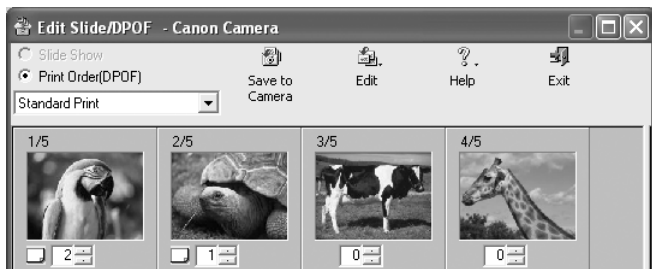 Edit Slide/DPOF - Canon Camera
Slide Show
Print Order(DPOF)
Standard Print
Save to
Camera
Edit
Help
Exit
1/5
2/5
3/5
4/5
2
1
0
0